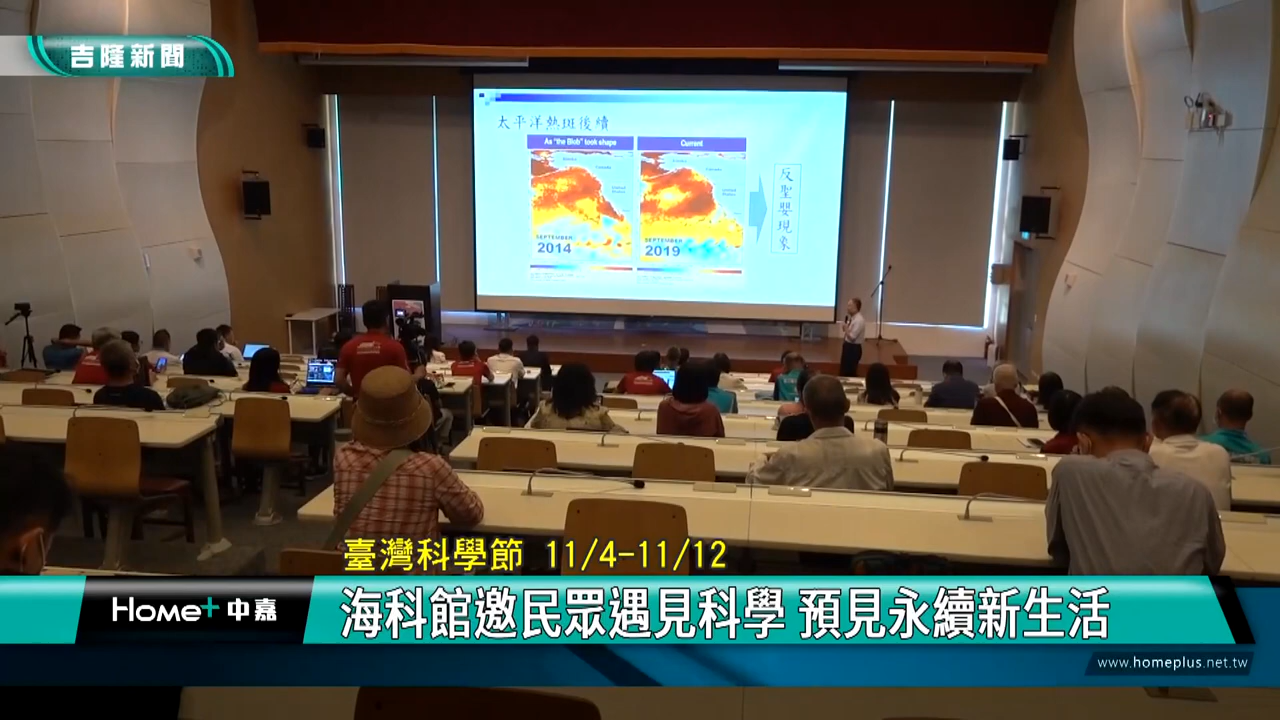 吉隆新聞
太平洋熱斑後續
As "the Blob" took shape
Current
反聖嬰現象
SEPTEMBER
2014
SEPTEMBER
2019
臺灣科學節 11/4-11/12
Home+中嘉
海科館邀民眾遇見科學 預見永續新生活
www.homeplus.net.tw